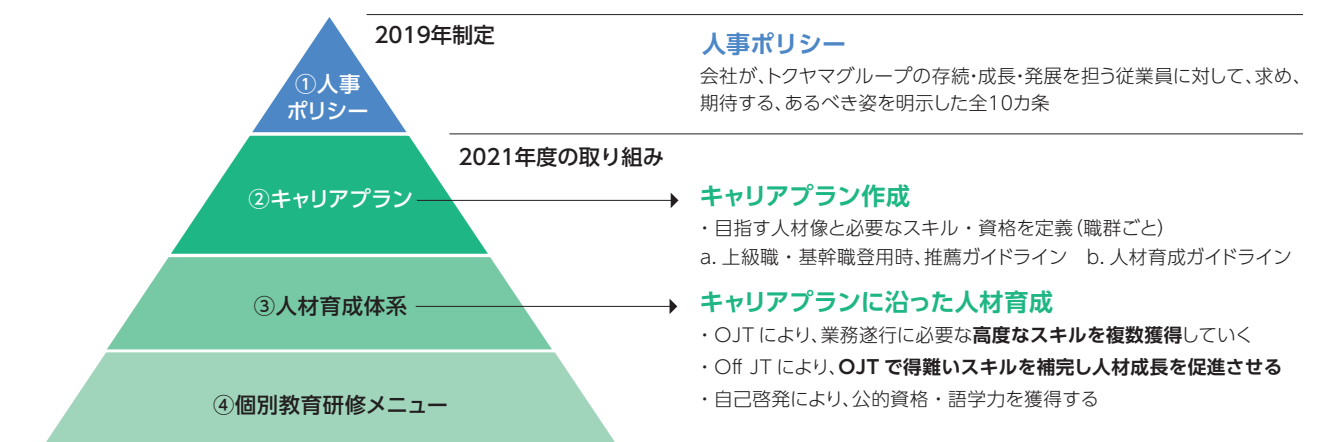 2019年制定
①人事
ポリシー
人事ポリシー
会社が、トクヤマグループの存続・成長・発展を担う従業員に対して、求め、
期待する、あるべき姿を明示した全10カ条
2021年度の取り組み
②キャリアプラン
キャリアプラン作成
・目指す人材像と必要なスキル・資格を定義(職群ごと)
a. 上級職・基幹職登用時、推薦ガイドライン　b. 人材育成ガイドライン
③人材育成体系
キャリアプランに沿った人材育成
・OJT により、業務遂行に必要な高度なスキルを複数獲得していく
・Off JT により、OJT で得難いスキルを補完し人材成長を促進させる
・自己啓発により、公的資格・語学力を獲得する
④個別教育研修メニュー